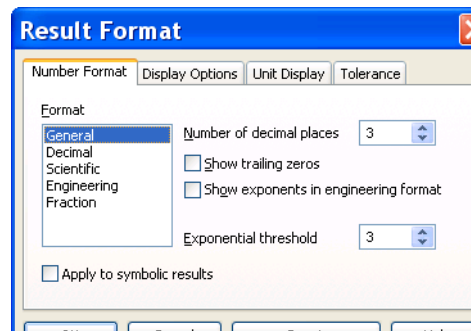 Result Format
Number Format Display Options Unit Display Tolerance
Format
General
Decimal
Scientific
Engineering
Fraction
Number of decimal places 3
Show trailing zeros
Show exponents in engineering format
Exponential threshold 3
Apply to symbolic results